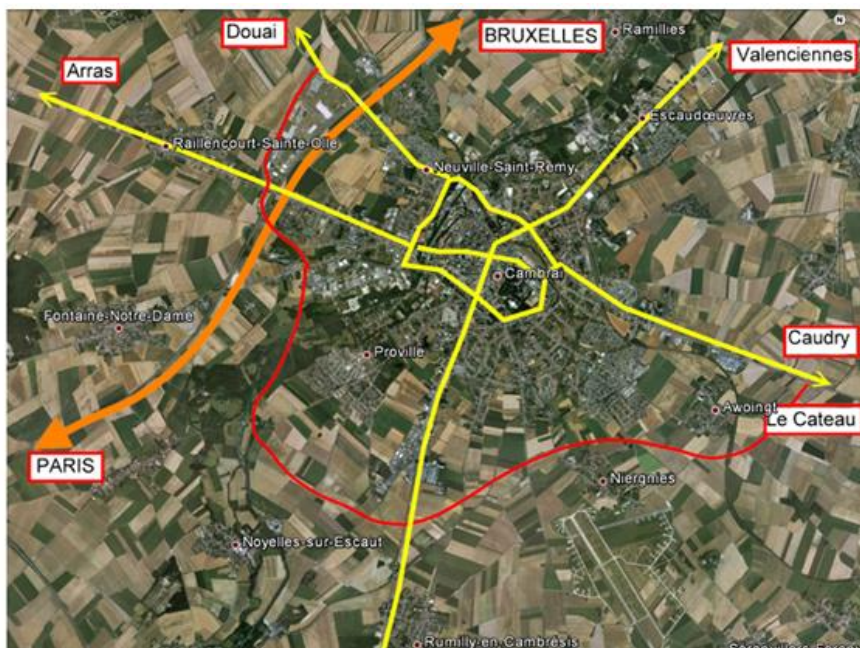 N
Douai
BRUXELLES
Ramillies
Valenciennes
Arras
Escaudœuvres
Raillencourt-Sainte-Olle
Neuville-Saint-Rémy
Cambrai
Fontaine-Notre-Dame
Caudry
Proville
Awoingt
Le Cateau
PARIS
Niergnies
Noyelles-sur-Escaut
Rumilly-en-Cambrésis